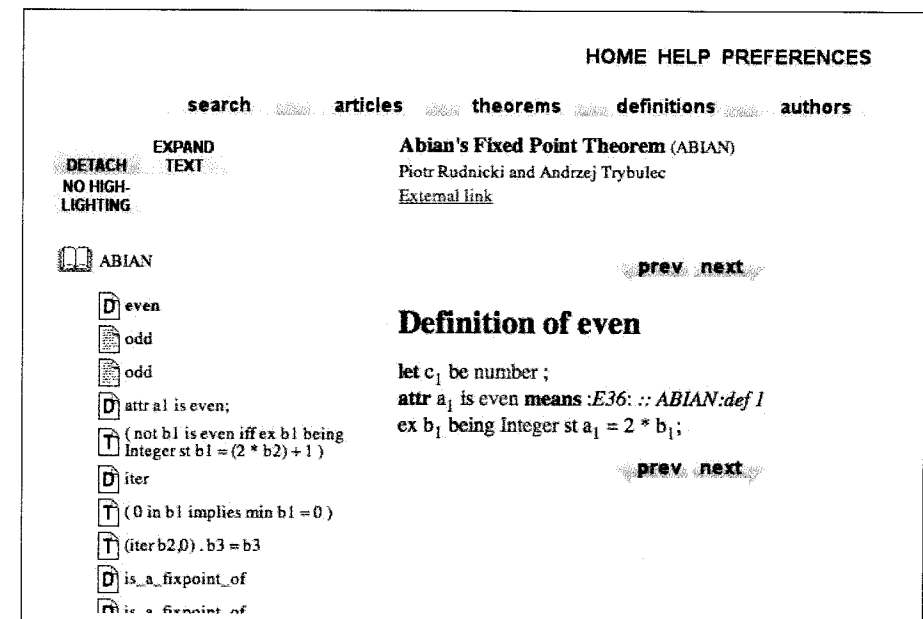 HOME HELP PREFERENCES
search articles theorems definitions authors
DETACH
EXPAND
TEXT
NO HIGH-
LIGHTING
Abian's Fixed Point Theorem (ABIAN)
Piotr Rudnicki and Andrzej Trybulec
External link
ABIAN
D even
odd
odd
D attr a1 is even;
T ( not b1 is even iff ex b1 being
Integer st b1 = (2 * b2) + 1 )
D iter
T ( 0 in b1 implies min b1 = 0 )
T (iter b2,0) . b3 = b3
D is_a_fixpoint_of
D is_a_fixpoint_of
prev next
Definition of even
let c₁ be number ;
attr a₁ is even means :E36: :: ABIAN:def 1
ex b₁ being Integer st a₁ = 2 * b₁;
prev next